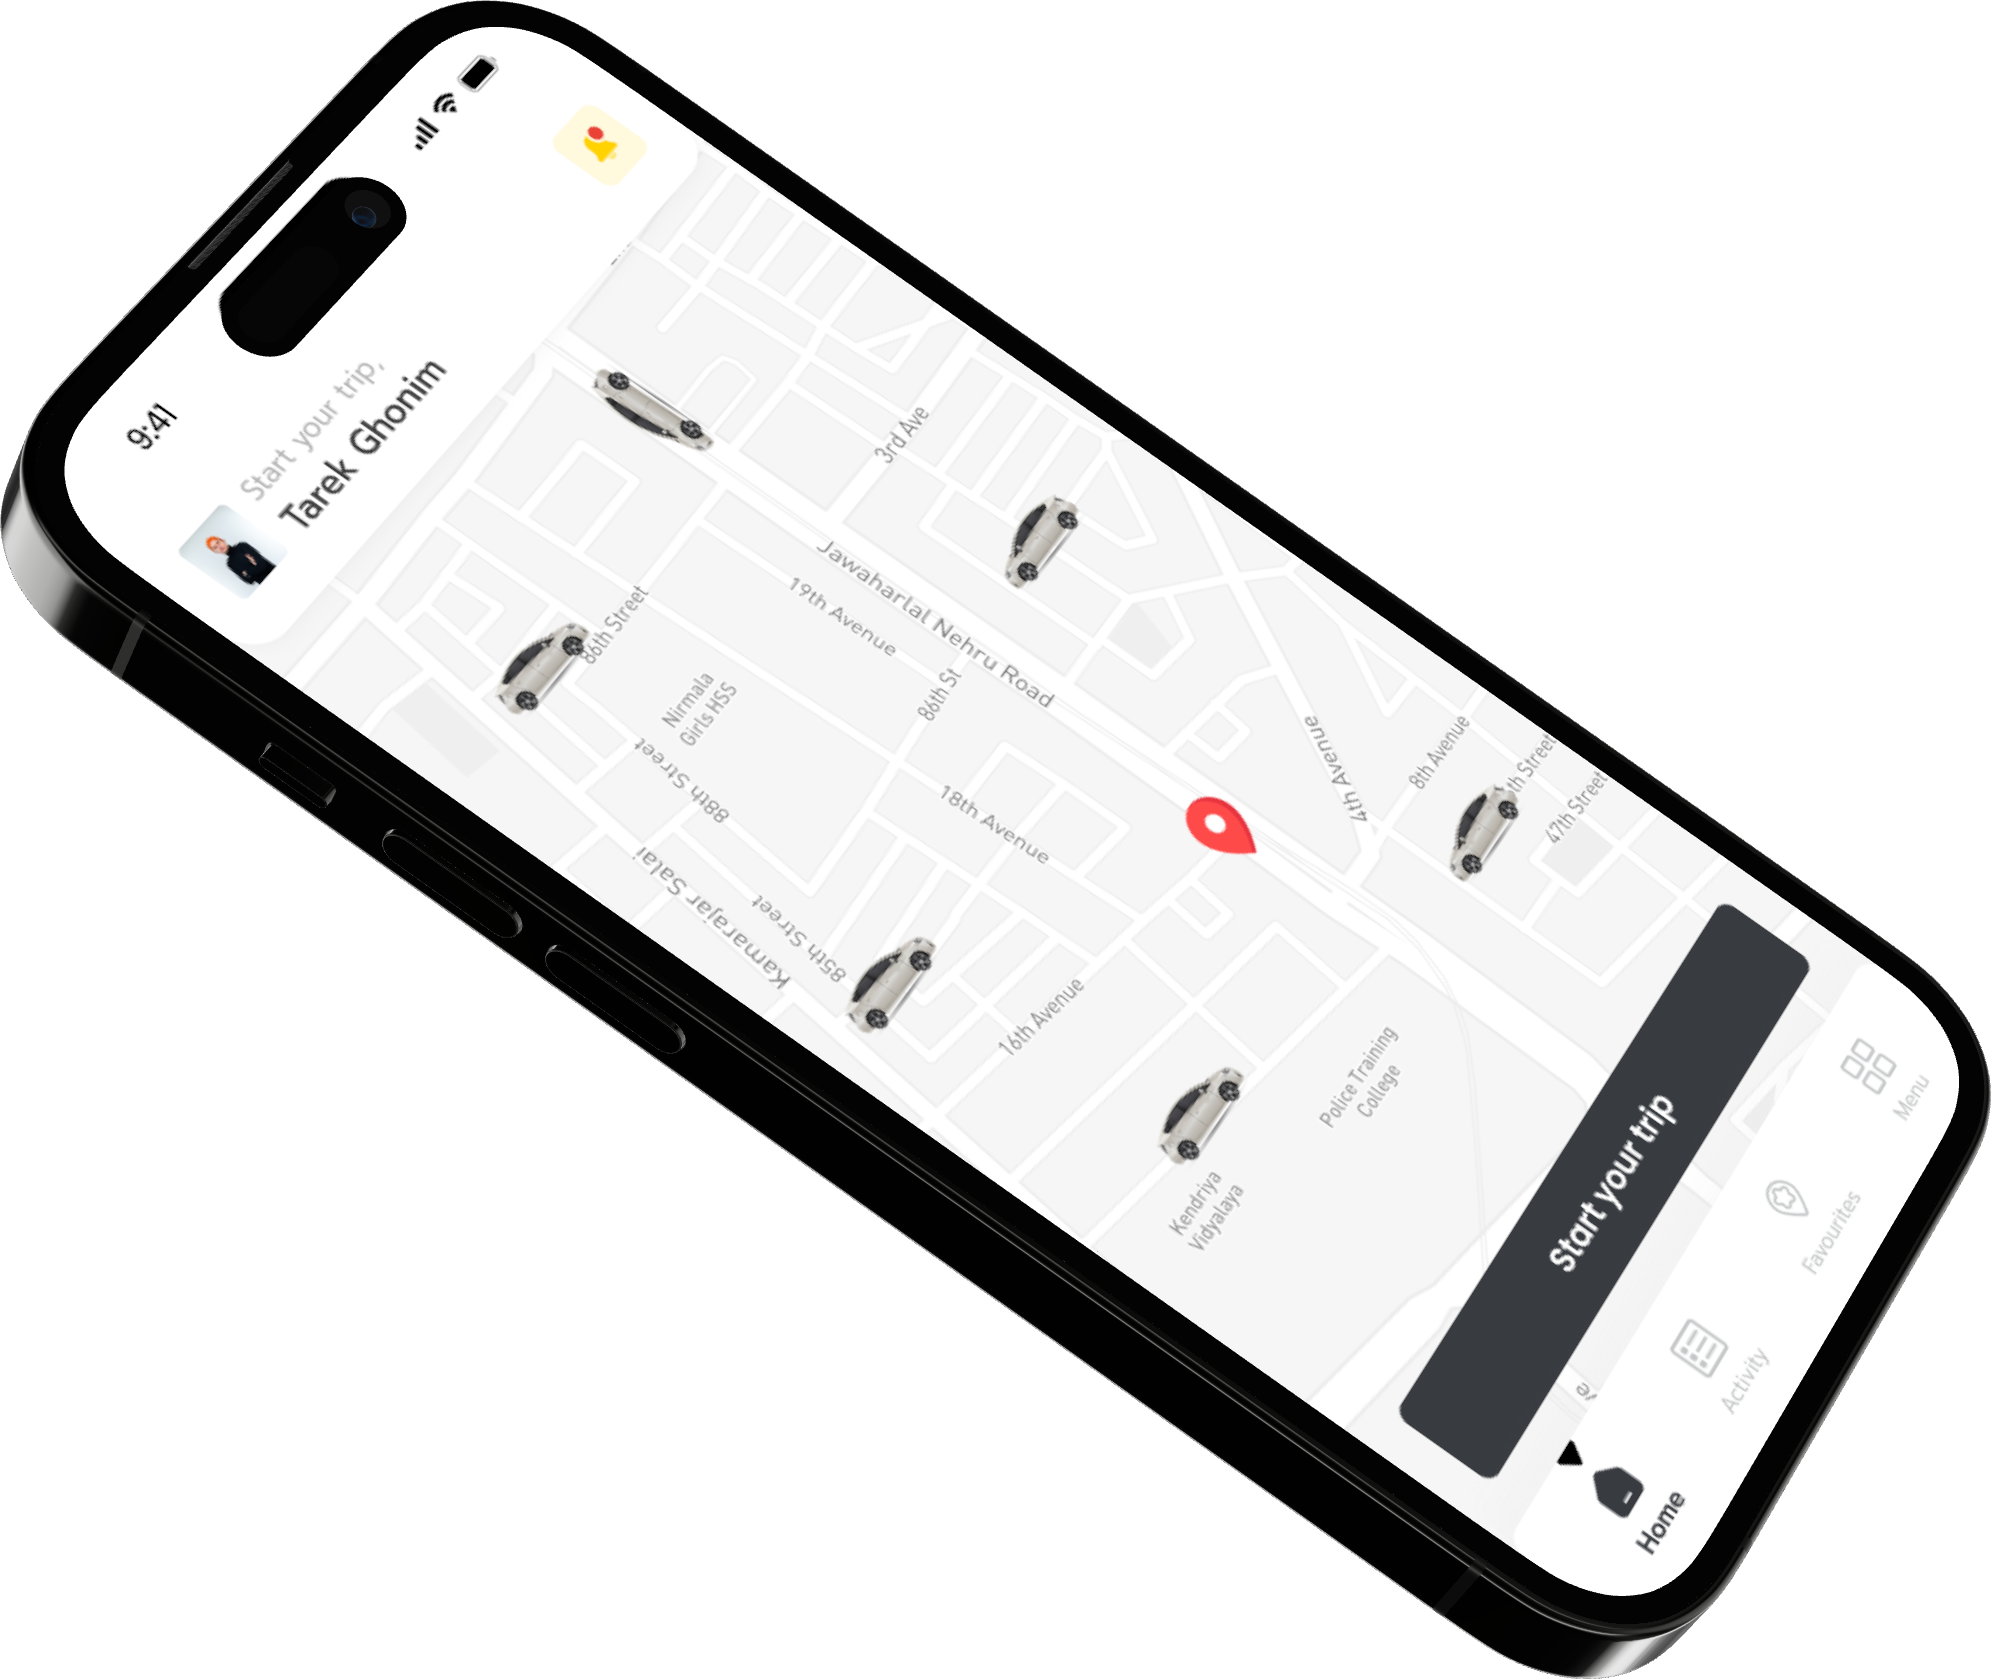 9:41
Start your trip,
Tarek Ghonim
3rd Ave
Jawaharlal Nehru Road
19th Avenue
86th Street
Nirmala
Girls HSS
86th St
88th Street
18th Avenue
4th Avenue
8th Avenue
th Street
47th Street
Kamarajar Salai
85th Street
16th Avenue
Police Training
College
Kendriya
Vidyalaya
Start your trip
Home
Activity
Favourites
Menu